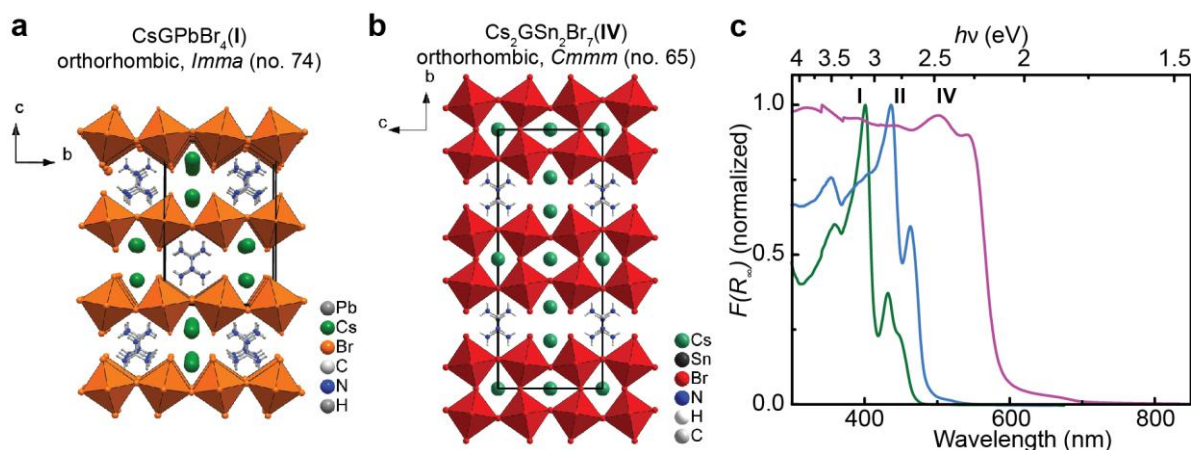 a
CsGPbBr₄(I)
orthorhombic, Imma (no. 74)
c
b
Pb
Cs
Br
C
N
H
b
Cs₂GSn₂Br₇(IV)
orthorhombic, Cmmm (no. 65)
b
c
Cs
Sn
Br
N
H
C
c
hν (eV)
4 3.5 3 2.5 2 1.5
I II IV
1.0
0.5
0.0
F(R∞) (normalized)
400 600 800
Wavelength (nm)